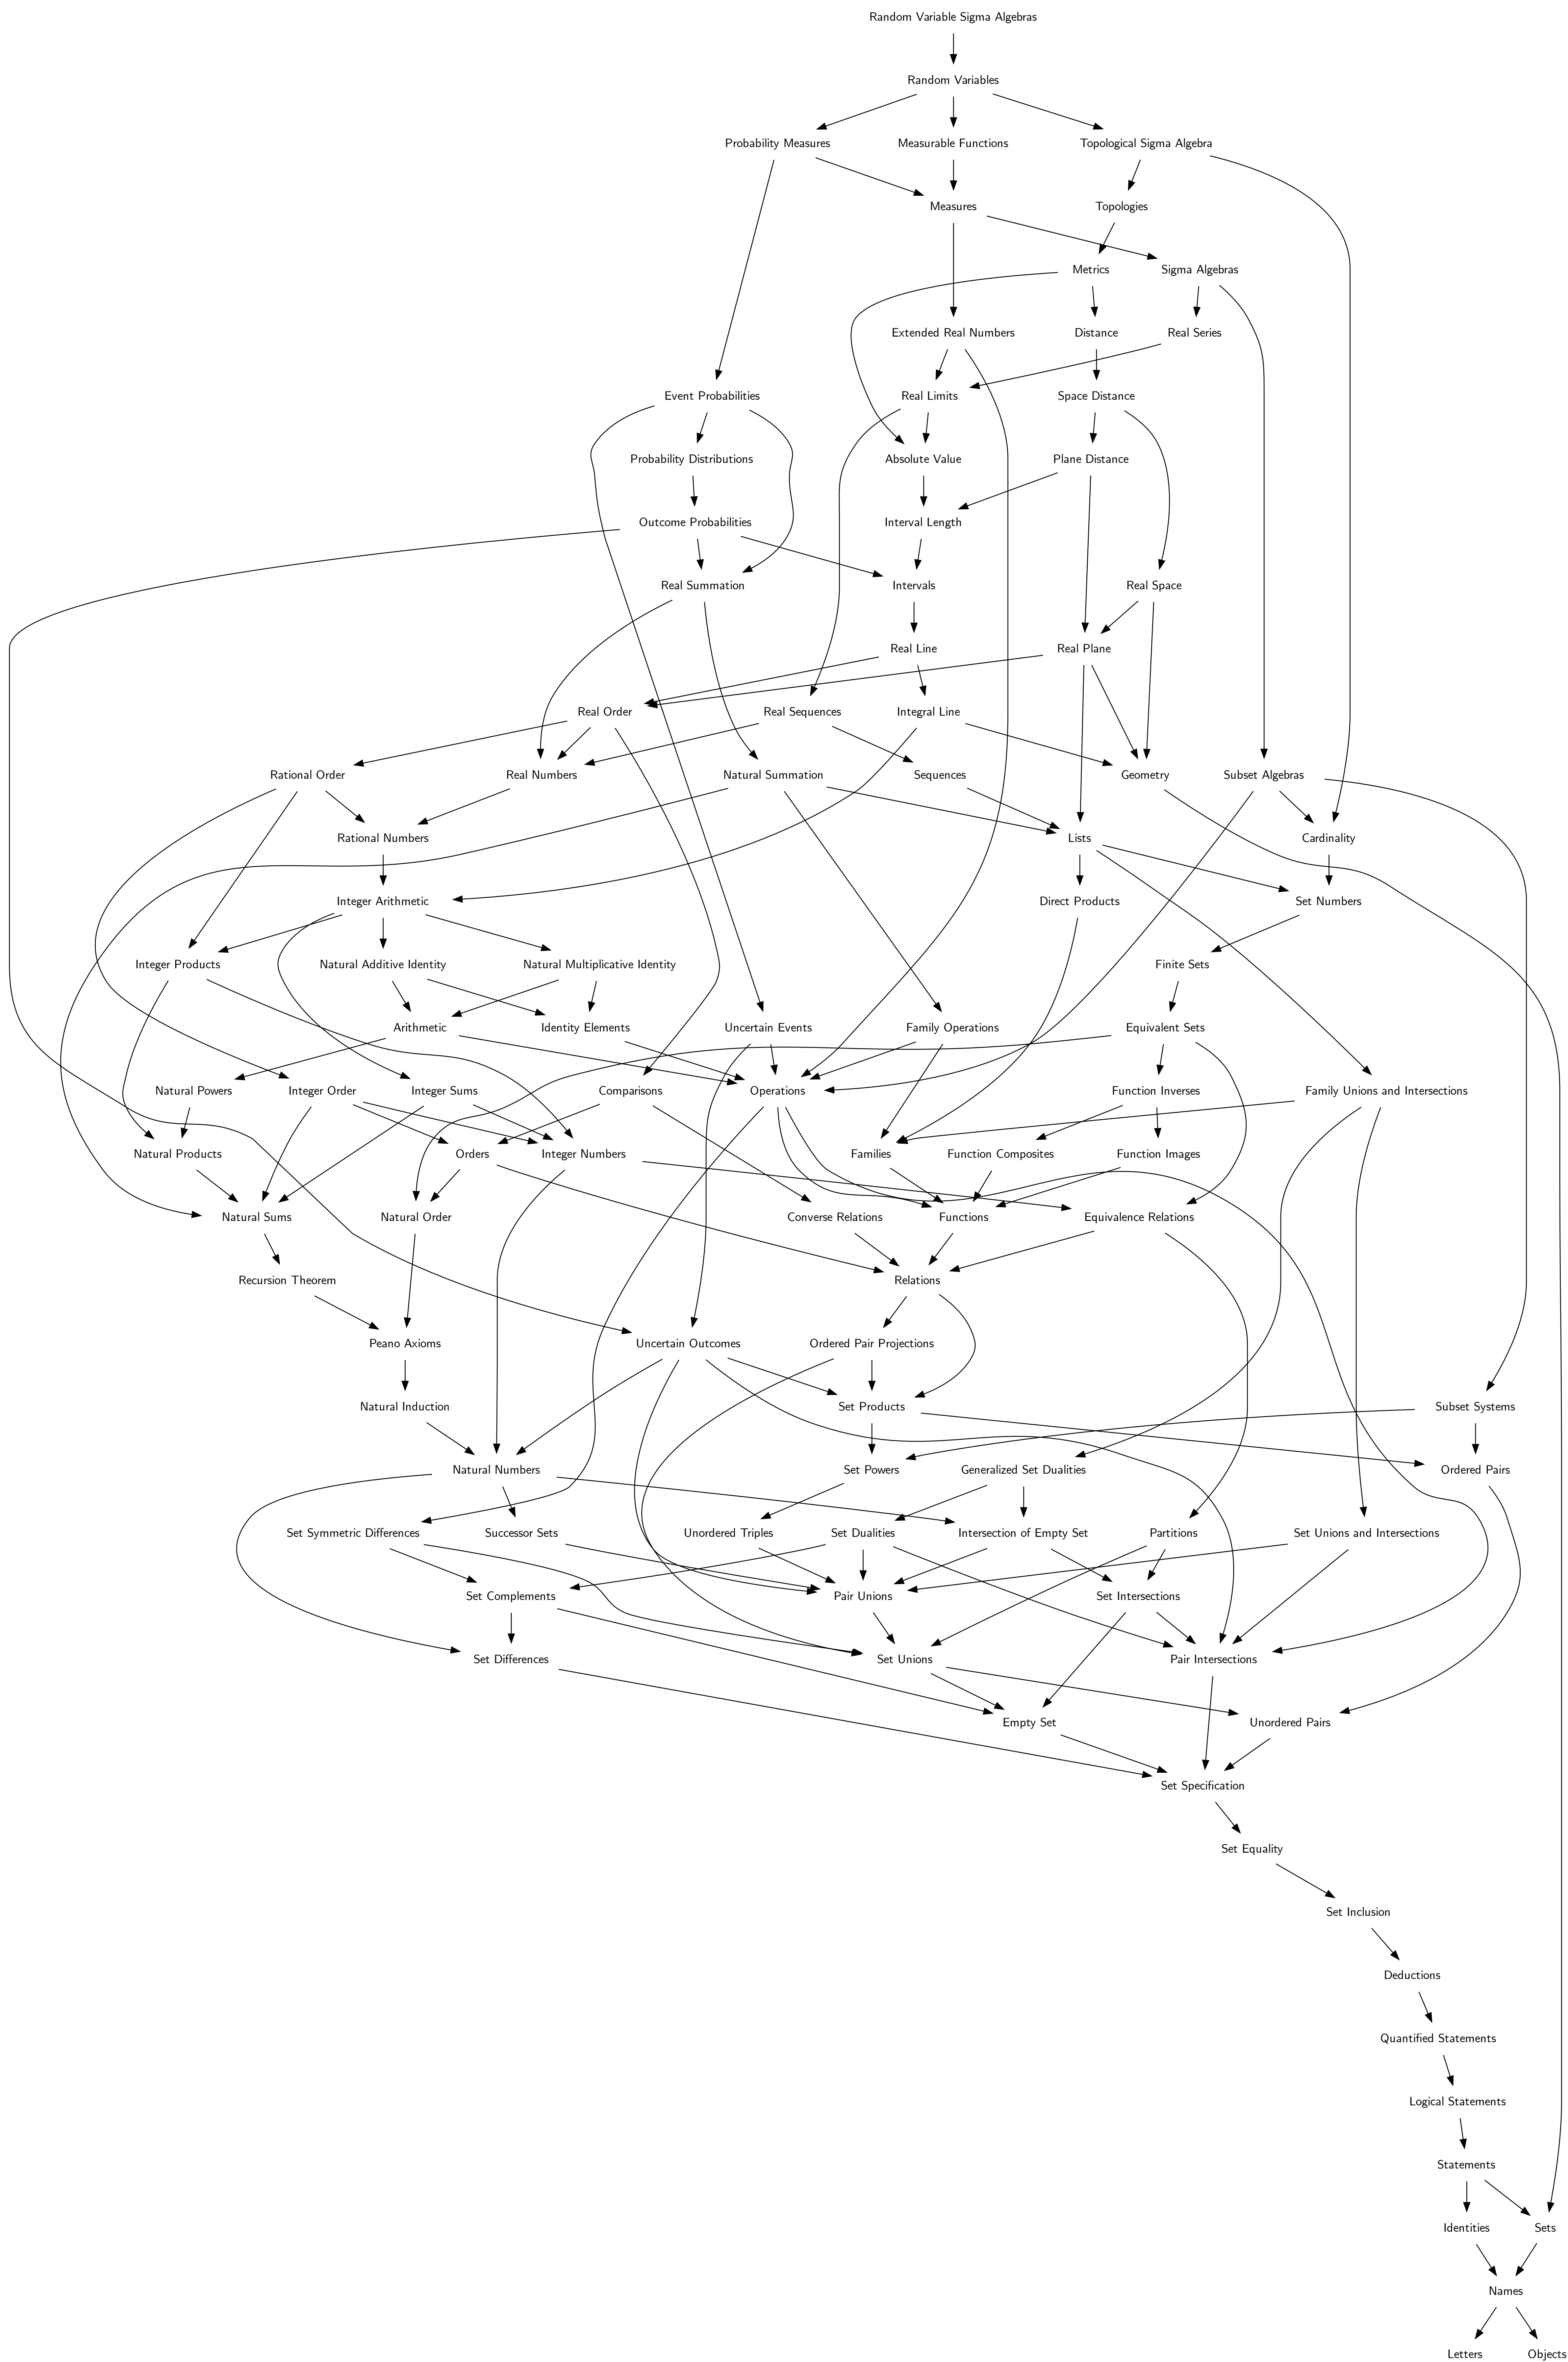 Random Variable Sigma Algebras
Random Variables
Probability Measures
Measurable Functions
Topological Sigma Algebra
Measures
Topologies
Metrics
Sigma Algebras
Extended Real Numbers
Distance
Real Series
Event Probabilities
Real Limits
Space Distance
Probability Distributions
Absolute Value
Plane Distance
Outcome Probabilities
Interval Length
Real Summation
Intervals
Real Space
Real Line
Real Plane
Real Order
Real Sequences
Integral Line
Rational Order
Real Numbers
Natural Summation
Sequences
Geometry
Subset Algebras
Rational Numbers
Lists
Cardinality
Integer Arithmetic
Direct Products
Set Numbers
Integer Products
Natural Additive Identity
Natural Multiplicative Identity
Finite Sets
Arithmetic
Identity Elements
Uncertain Events
Family Operations
Equivalent Sets
Natural Powers
Integer Order
Integer Sums
Comparisons
Operations
Function Inverses
Family Unions and Intersections
Natural Products
Orders
Integer Numbers
Families
Function Composites
Function Images
Natural Sums
Natural Order
Converse Relations
Functions
Equivalence Relations
Recursion Theorem
Relations
Peano Axioms
Uncertain Outcomes
Ordered Pair Projections
Natural Induction
Set Products
Subset Systems
Natural Numbers
Set Powers
Generalized Set Dualities
Ordered Pairs
Set Symmetric Differences
Successor Sets
Unordered Triples
Set Dualities
Intersection of Empty Set
Partitions
Set Unions and Intersections
Set Complements
Pair Unions
Set Intersections
Set Differences
Set Unions
Pair Intersections
Empty Set
Unordered Pairs
Set Specification
Set Equality
Set Inclusion
Deductions
Quantified Statements
Logical Statements
Statements
Identities
Sets
Names
Letters
Objects